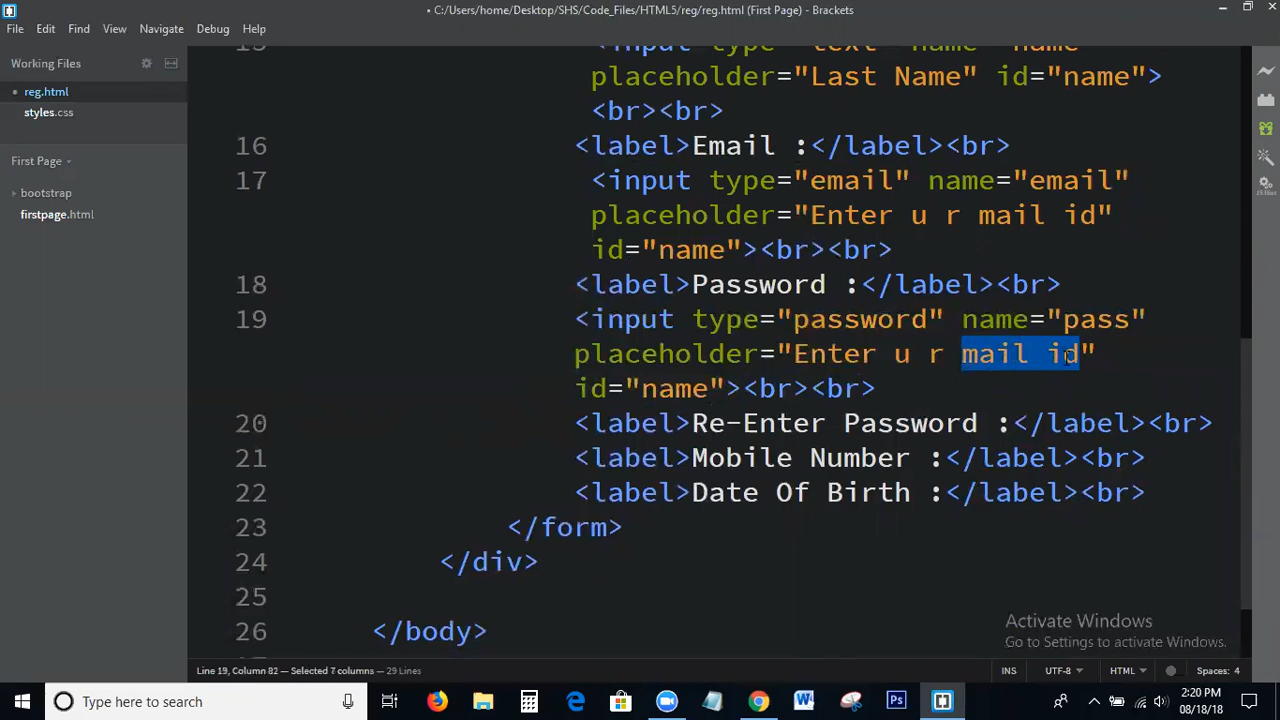 • C:/Users/home/Desktop/SHS/Code_Files/HTML5/reg/reg.html (First Page) - Brackets
File Edit Find View Navigate Debug Help
Working Files
• reg.html
styles.css
First Page
bootstrap
firstpage.html
15 <input type="text" name="name"
placeholder="Last Name" id="name">
<br><br>
16 <label>Email :</label><br>
17 <input type="email" name="email"
placeholder="Enter u r mail id"
id="name"><br><br>
18 <label>Password :</label><br>
19 <input type="password" name="pass"
placeholder="Enter u r mail id"
id="name"><br><br>
20 <label>Re-Enter Password :</label><br>
21 <label>Mobile Number :</label><br>
22 <label>Date Of Birth :</label><br>
23 </form>
24 </div>
25
26 </body>
Activate Windows
Go to Settings to activate Windows.
Line 19, Column 82 — Selected 7 columns — 29 Lines
INS UTF-8 HTML Spaces: 4
Type here to search
2:20 PM
08/18/18